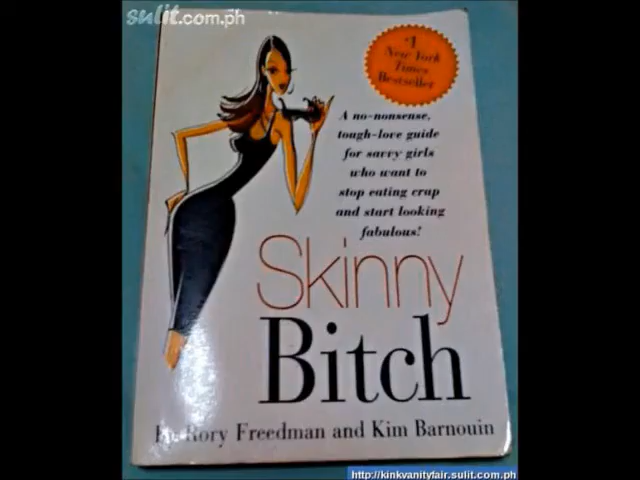 sulit.com.ph
#1
New York
Times
Bestseller
A no-nonsense,
tough-love guide
for savvy girls
who want to
stop eating crap
and start looking
fabulous!
Skinny
Bitch
By Rory Freedman and Kim Barnouin
http://kinkvanityfair.sulit.com.ph